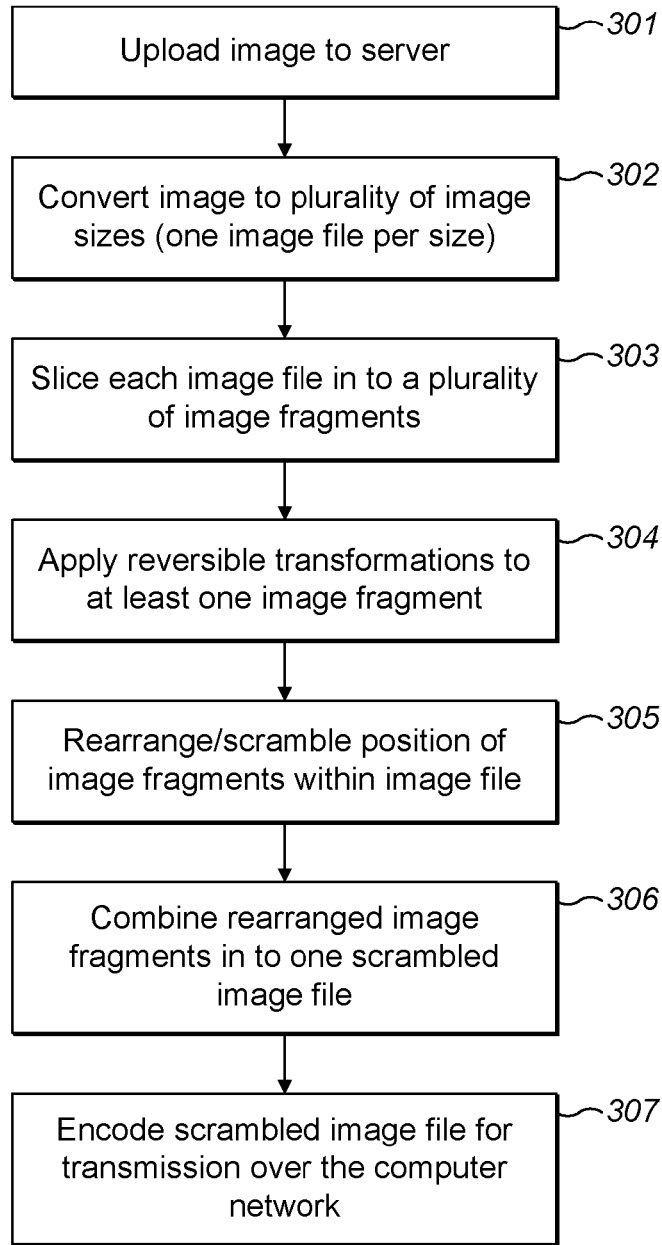 Upload image to server
301
Convert image to plurality of image
sizes (one image file per size)
302
Slice each image file in to a plurality
of image fragments
303
Apply reversible transformations to
at least one image fragment
304
Rearrange/scramble position of
image fragments within image file
305
Combine rearranged image
fragments in to one scrambled
image file
306
Encode scrambled image file for
transmission over the computer
network
307